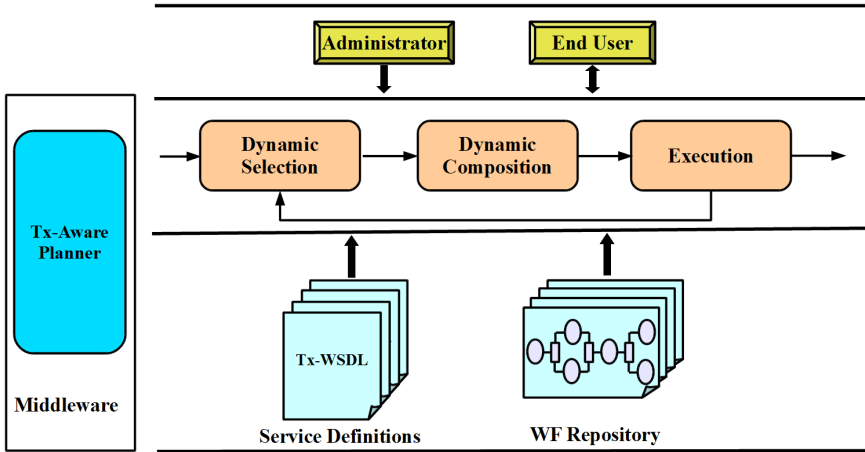 Administrator
End User
Dynamic
Selection
Dynamic
Composition
Execution
Tx-Aware
Planner
Tx-WSDL
Middleware
Service Definitions
WF Repository